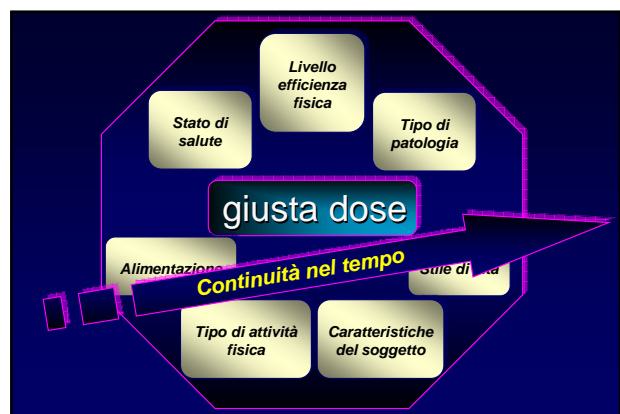 Livello
efficienza
fisica
Stato di
salute
Tipo di
patologia
giusta dose
Alimentazione
Continuità nel tempo
Stile di vita
Tipo di attività
fisica
Caratteristiche
del soggetto